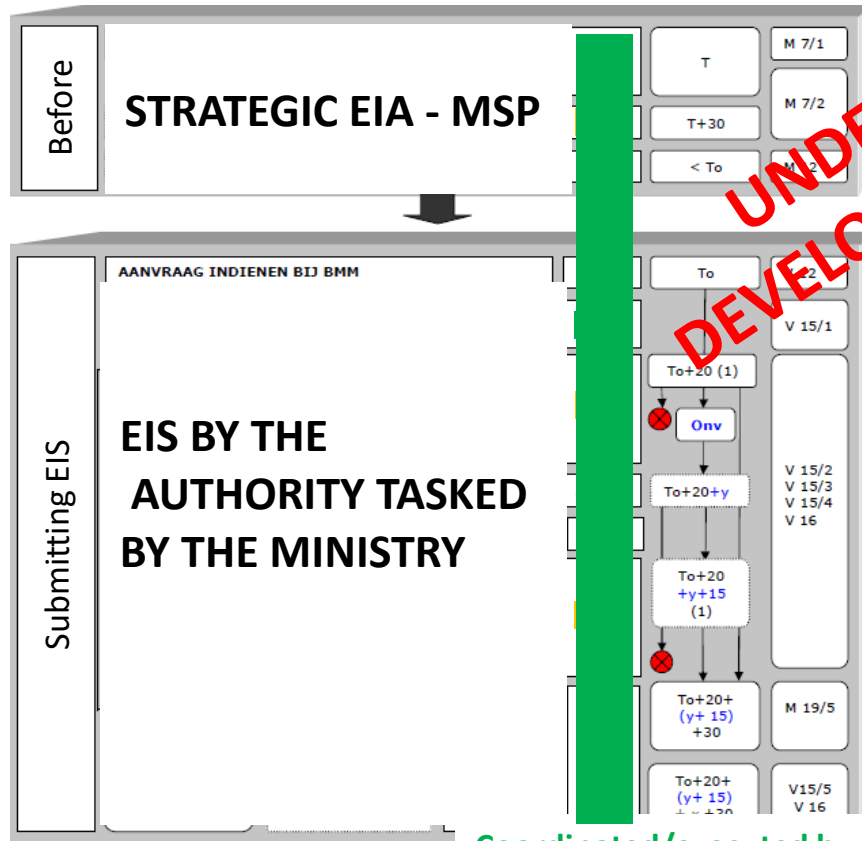 Before
STRATEGIC EIA - MSP
T
M 7/1
T+30
M 7/2
< To
AANVRAAG INDIENEN BIJ BMM
To
V 15/1
Submitting EIS
EIS BY THE
AUTHORITY TASKED
BY THE MINISTRY
To+20 (1)
Onv
To+20+y
To+20
+y+15
(1)
V 15/2
V 15/3
V 15/4
V 16
To+20+
(y+ 15)
+30
M 19/5
To+20+
(y+ 15)
V15/5
V 16